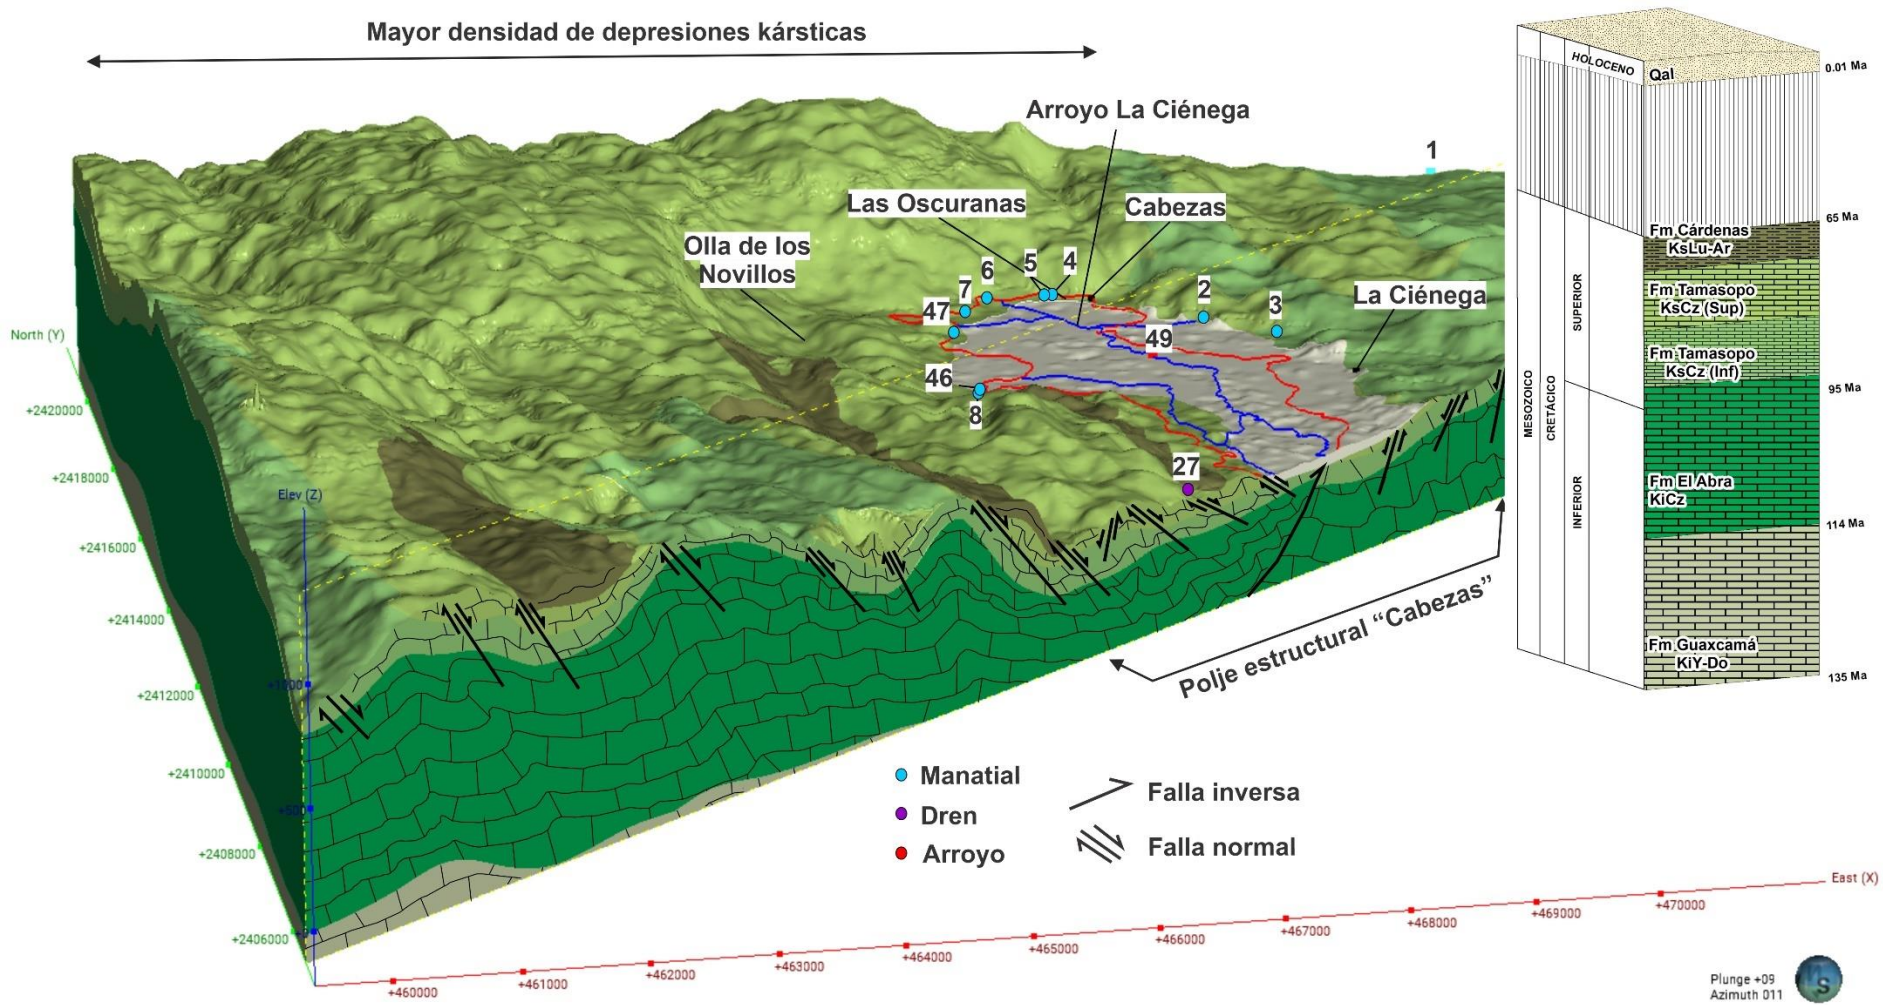 Mayor densidad de depresiones kársticas
Arroyo La Ciénega
1
Las Oscuranas
Cabezas
Olla de los
Novillos
5
4
6
7
2
3
La Ciénega
47
49
46
8
27
Polje estructural “Cabezas”
North (Y)
+2420000
+2418000
+2416000
+2414000
+2412000
+2410000
+2408000
+2406000
Elev (Z)
+1000
+500
+0
Manatial
Dren
Arroyo
Falla inversa
Falla normal
East (X)
+460000
+461000
+462000
+463000
+464000
+465000
+466000
+467000
+468000
+469000
+470000
HOLOCENO
Qal
0.01 Ma
65 Ma
Fm Cárdenas
KsLu-Ar
Fm Tamasopo
KsCz (Sup)
Fm Tamasopo
KsCz (Inf)
95 Ma
Fm El Abra
KiCz
114 Ma
Fm Guaxcamá
KiY-Do
135 Ma
MESOZOICO
CRETÁCICO
SUPERIOR
INFERIOR
Plunge +09
Azimuth 011